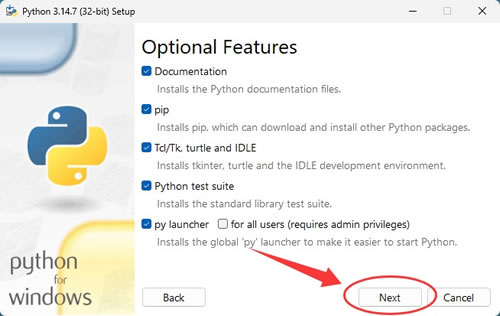 Python 3.14.7 (32-bit) Setup
Optional Features
Documentation
Installs the Python documentation files.
pip
Installs pip, which can download and install other Python packages.
Tcl/Tk, turtle and IDLE
Installs tkinter, turtle and the IDLE development environment.
Python test suite
Installs the standard library test suite.
py launcher for all users (requires admin privileges)
Installs the global 'py' launcher to make it easier to start Python.
python
for
windows
Back Next Cancel